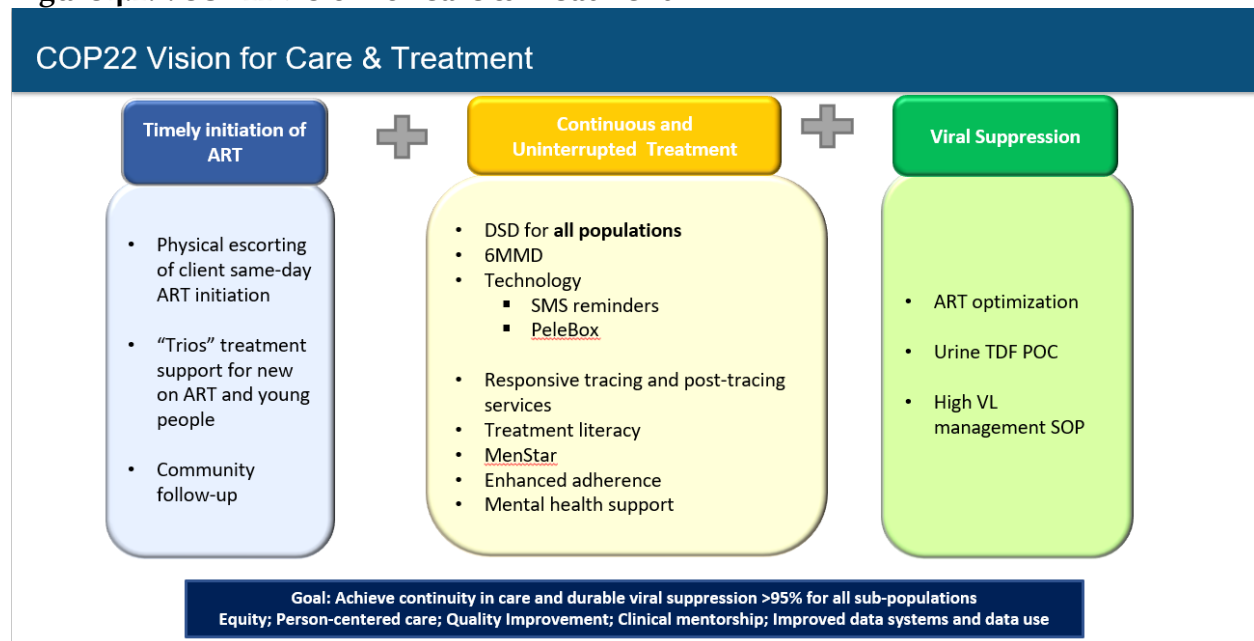 COP22 Vision for Care & Treatment
Timely initiation of
ART
• Physical escorting
of client same-day
ART initiation
• “Trios” treatment
support for new
on ART and young
people
• Community
follow-up
Continuous and
Uninterrupted Treatment
• DSD for all populations
• 6MMD
• Technology
▪ SMS reminders
▪ PeleBox
• Responsive tracing and post-tracing
services
• Treatment literacy
• MenStar
• Enhanced adherence
• Mental health support
Viral Suppression
• ART optimization
• Urine TDF POC
• High VL
management SOP
Goal: Achieve continuity in care and durable viral suppression >95% for all sub-populations
Equity; Person-centered care; Quality Improvement; Clinical mentorship; Improved data systems and data use